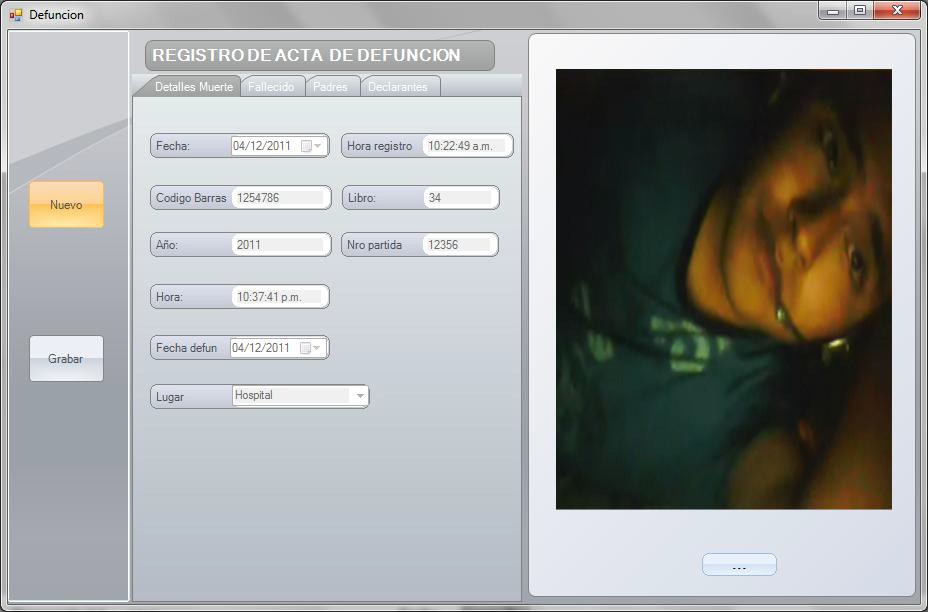 Defuncion
REGISTRO DE ACTA DE DEFUNCION
Detalles Muerte Fallecido Padres Declarantes
Fecha: 04/12/2011 Hora registro 10:22:49 a.m.
Codigo Barras 1254786 Libro: 34
Nuevo
Año: 2011 Nro partida 12356
Hora: 10:37:41 p.m.
Fecha defun 04/12/2011
Grabar
Lugar Hospital
...